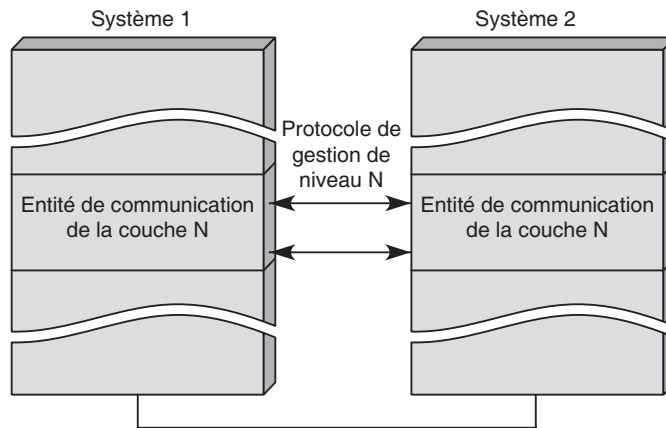 Système 1
Système 2
Protocole de
gestion de
niveau N
Entité de communication
de la couche N
Entité de communication
de la couche N